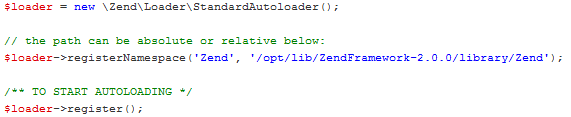 $loader = new \Zend\Loader\StandardAutoloader();
// the path can be absolute or relative below:
$loader->registerNamespace('Zend', '/opt/lib/ZendFramework-2.0.0/library/Zend');
/** TO START AUTOLOADING */
$loader->register();